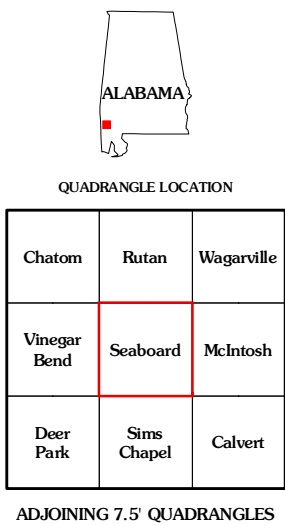 ALABAMA
QUADRANGLE LOCATION
Chatom Rutan Wagarville
Vinegar
Bend
Seaboard
McIntosh
Deer
Park
Sims
Chapel
Calvert
ADJOINING 7.5' QUADRANGLES